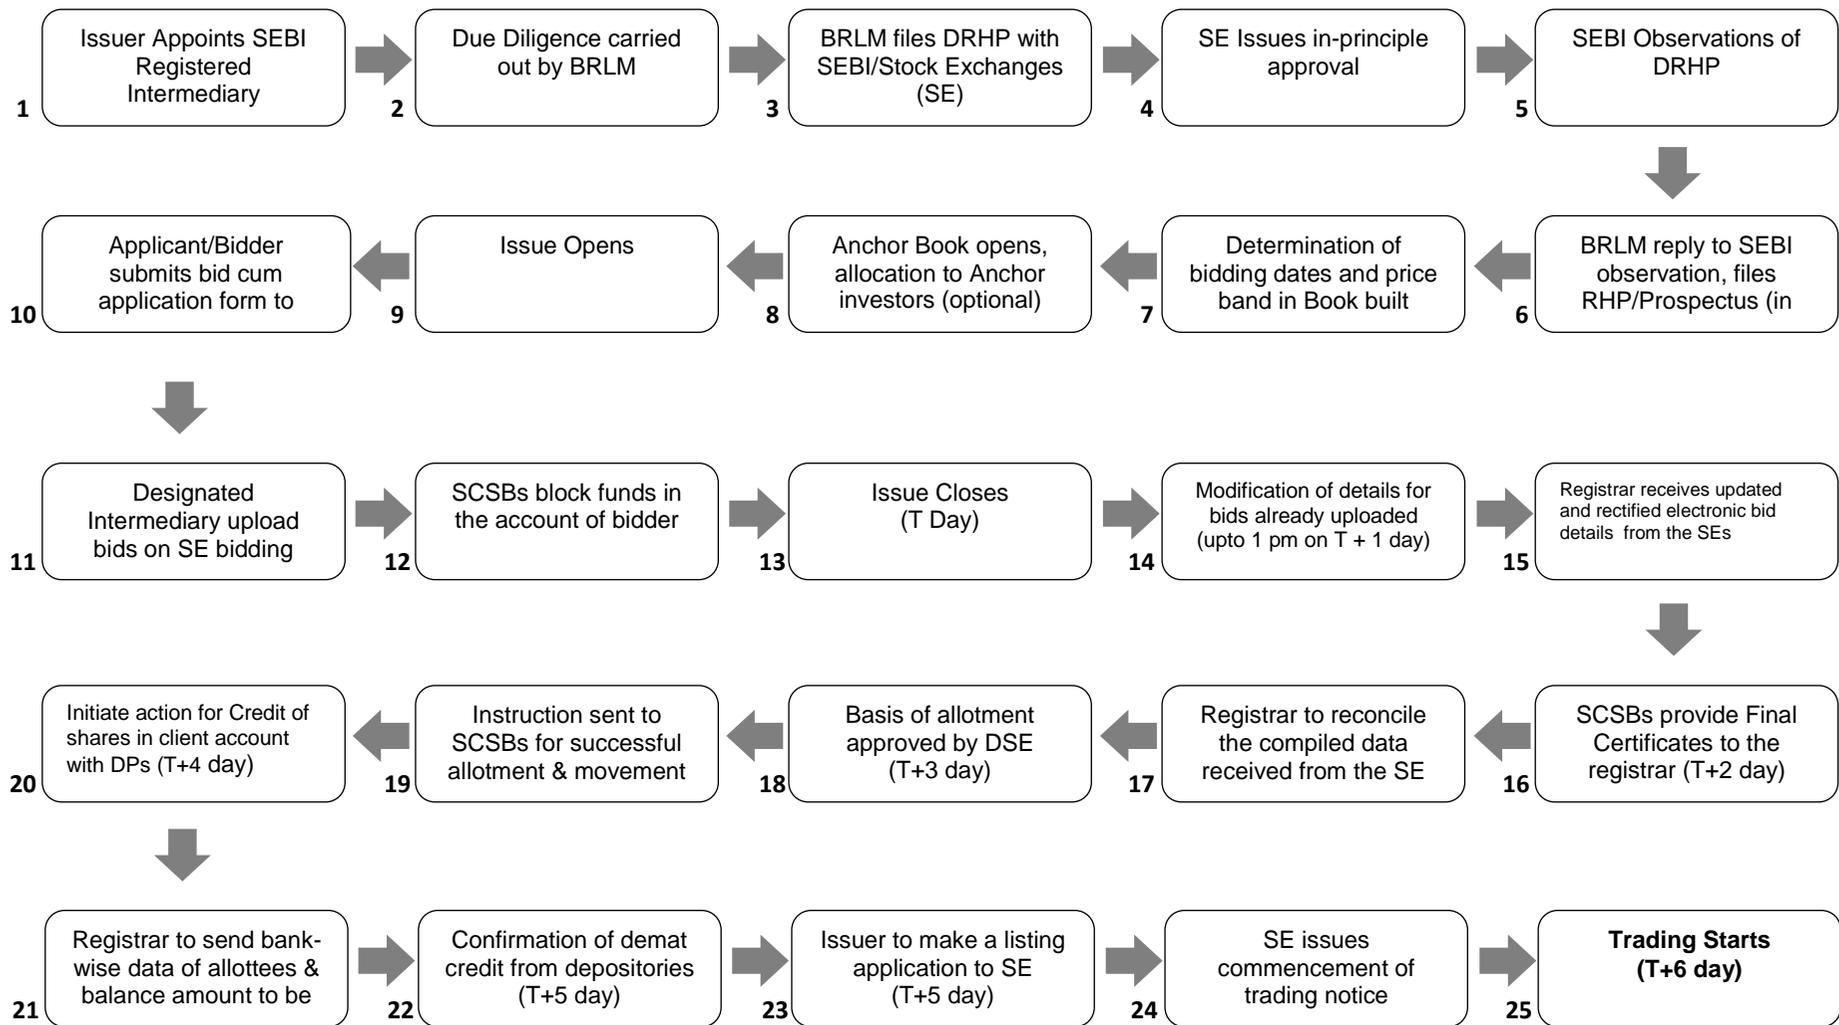 Issuer Appoints SEBI
Registered
Intermediary
1
Due Diligence carried
out by BRLM
2
BRLM files DRHP with
SEBI/Stock Exchanges
(SE)
3
SE Issues in-principle
approval
4
SEBI Observations of
DRHP
5
BRLM reply to SEBI
observation, files
RHP/Prospectus (in
6
Determination of
bidding dates and price
band in Book built
7
Anchor Book opens,
allocation to Anchor
investors (optional)
8
Issue Opens
9
Applicant/Bidder
submits bid cum
application form to
10
Designated
Intermediary upload
bids on SE bidding
11
SCSBs block funds in
the account of bidder
12
Issue Closes
(T Day)
13
Modification of details for
bids already uploaded
(upto 1 pm on T + 1 day)
14
Registrar receives updated
and rectified electronic bid
details from the SEs
15
SCSBs provide Final
Certificates to the
registrar (T+2 day)
16
Registrar to reconcile
the compiled data
received from the SE
17
Basis of allotment
approved by DSE
(T+3 day)
18
Instruction sent to
SCSBs for successful
allotment & movement
19
Initiate action for Credit of
shares in client account
with DPs (T+4 day)
20
Registrar to send bank-
wise data of allottees &
balance amount to be
21
Confirmation of demat
credit from depositories
(T+5 day)
22
Issuer to make a listing
application to SE
(T+5 day)
23
SE issues
commencement of
trading notice
24
Trading Starts
(T+6 day)
25